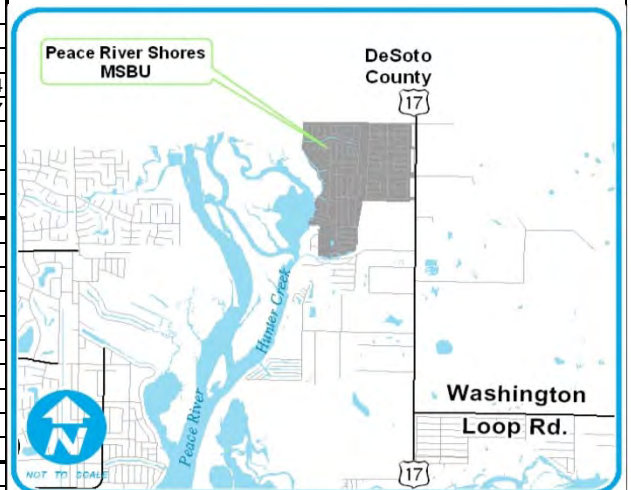 Peace River Shores
MSBU
DeSoto
County
17
Hunter Creek
Peace River
Washington
Loop Rd.
N
NOT TO SCALE
17